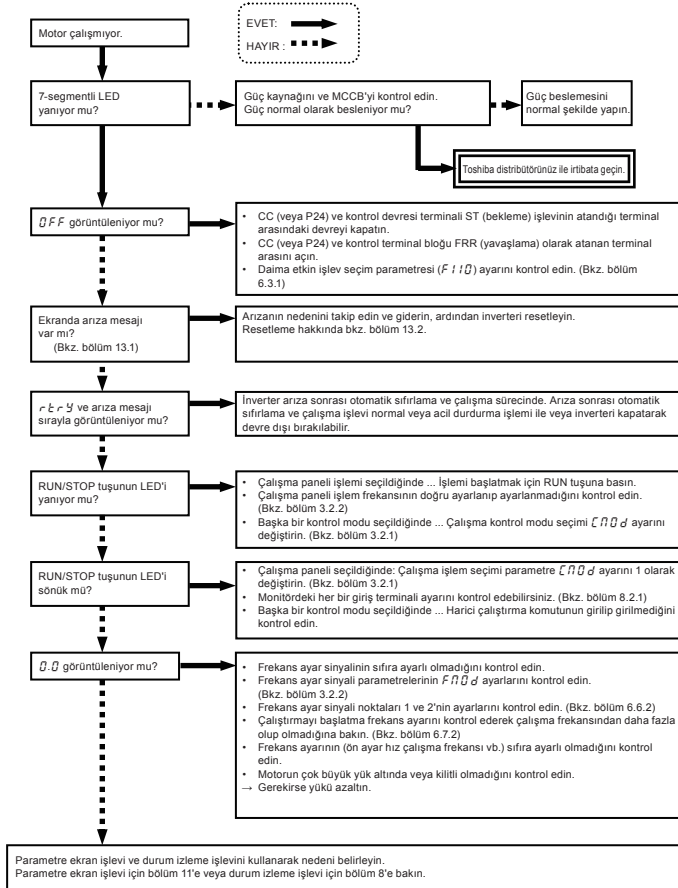 EVET:
HAYIR :
Motor çalışmıyor.
7-segmentli LED
yanıyor mu?
Güç kaynağını ve MCCB'yi kontrol edin.
Güç normal olarak besleniyor mu?
Güç beslemesini
normal şekilde yapın.
Toshiba distribütörünüz ile irtibata geçin.
OFF görüntüleniyor mu?
• CC (veya P24) ve kontrol devresi terminali ST (bekleme) işlevinin atandığı terminal
arasındaki devreyi kapatın.
• CC (veya P24) ve kontrol terminal bloğu FRR (yavaşlama) olarak atanan terminal
arasını açın.
• Daima etkin işlev seçim parametresi (F110) ayarını kontrol edin. (Bkz. bölüm
6.3.1)
Ekranda arıza mesajı
var mı?
(Bkz. bölüm 13.1)
Arızanın nedenini takip edin ve giderin, ardından inverteri resetleyin.
Resetleme hakkında bkz. bölüm 13.2.
rtry ve arıza mesajı
sırayla görüntüleniyor mu?
İnverter arıza sonrası otomatik sıfırlama ve çalışma sürecinde. Arıza sonrası otomatik
sıfırlama ve çalışma işlevi normal veya acil durdurma işlemi ile veya inverteri kapatarak
devre dışı bırakılabilir.
RUN/STOP tuşunun LED'i
yanıyor mu?
• Çalışma paneli işlemi seçildiğinde ... İşlemi başlatmak için RUN tuşuna basın.
• Çalışma paneli işlem frekansının doğru ayarlanıp ayarlanmadığını kontrol edin.
(Bkz. bölüm 3.2.2)
• Başka bir kontrol modu seçildiğinde ... Çalışma kontrol modu seçimi CMOd ayarını
değiştirin. (Bkz. bölüm 3.2.1)
RUN/STOP tuşunun LED'i
sönük mü?
• Çalışma paneli seçildiğinde: Çalışma işlem seçimi parametre CMOd ayarını 1 olarak
değiştirin. (Bkz. bölüm 3.2.1)
• Monitördeki her bir giriş terminali ayarını kontrol edebilirsiniz. (Bkz. bölüm 8.2.1)
• Başka bir kontrol modu seçildiğinde ... Harici çalıştırma komutunun girilip girilmediğini
kontrol edin.
0.0 görüntüleniyor mu?
• Frekans ayar sinyalinin sıfıra ayarlı olmadığını kontrol edin.
• Frekans ayar sinyali parametrelerinin FMOd ayarlarını kontrol edin.
(Bkz. bölüm 3.2.2)
• Frekans ayar sinyali noktaları 1 ve 2'nin ayarlarını kontrol edin. (Bkz. bölüm 6.6.2)
• Çalıştırmayı başlatma frekans ayarını kontrol ederek çalışma frekansından daha fazla
olup olmadığına bakın. (Bkz. bölüm 6.7.2)
• Frekans ayarının (ön ayar hız çalışma frekansı vb.) sıfıra ayarlı olmadığını kontrol
edin.
• Motorun çok büyük yük altında veya kilitli olmadığını kontrol edin.
→ Gerekirse yükü azaltın.
Parametre ekran işlevi ve durum izleme işlevini kullanarak nedeni belirleyin.
Parametre ekran işlevi için bölüm 11'e veya durum izleme işlevi için bölüm 8'e bakın.